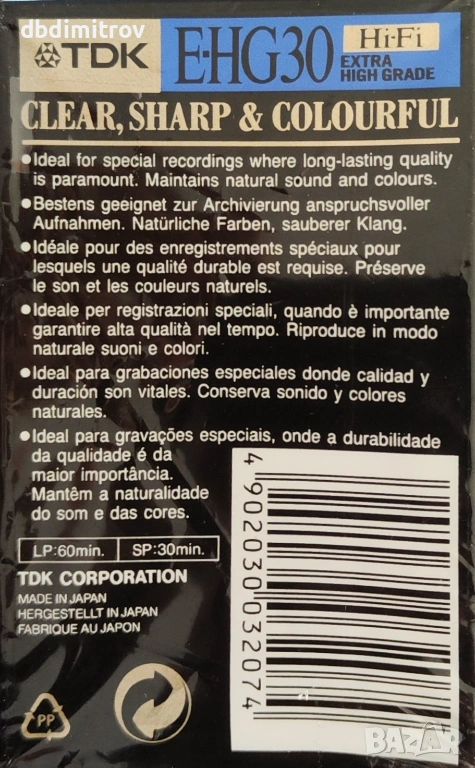 dbdimitrov
TDK E-HG30 Hi-Fi
EXTRA
HIGH GRADE
CLEAR, SHARP & COLOURFUL
●Ideal for special recordings where long-lasting quality
is paramount. Maintains natural sound and colours.
●Bestens geeignet zur Archivierung anspruchsvoller
Aufnahmen. Natürliche Farben, sauberer Klang.
●Idéale pour des enregistrements spéciaux pour
lesquels une qualité durable est requise. Préserve
le son et les couleurs naturels.
●Ideale per registrazioni speciali, quando è importante
garantire alta qualità nel tempo. Riproduce in modo
naturale suoni e colori.
●Ideal para grabaciones especiales donde calidad y
duración son vitales. Conserva sonido y colores
naturales.
●Ideal para gravações especiais, onde a durabilidade
da qualidade é da
maior importância.
Mantêm a naturalidade
do som e das cores.
LP:60min. SP:30min.
TDK CORPORATION
MADE IN JAPAN
HERGESTELLT IN JAPAN
FABRIQUE AU JAPON
PP
4 902030 032074
BAZAR